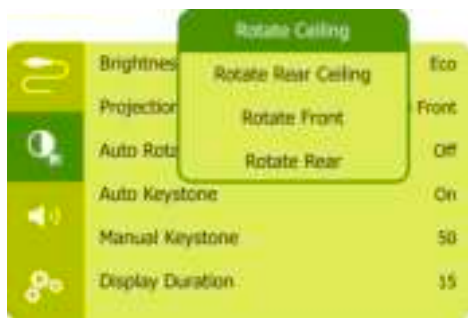 Rotate Ceiling
Rotate Rear Ceiling
Rotate Front
Rotate Rear
Brightnes Eco
Projection Front
Auto Rota Off
Auto Keystone On
Manual Keystone 50
Display Duration 15